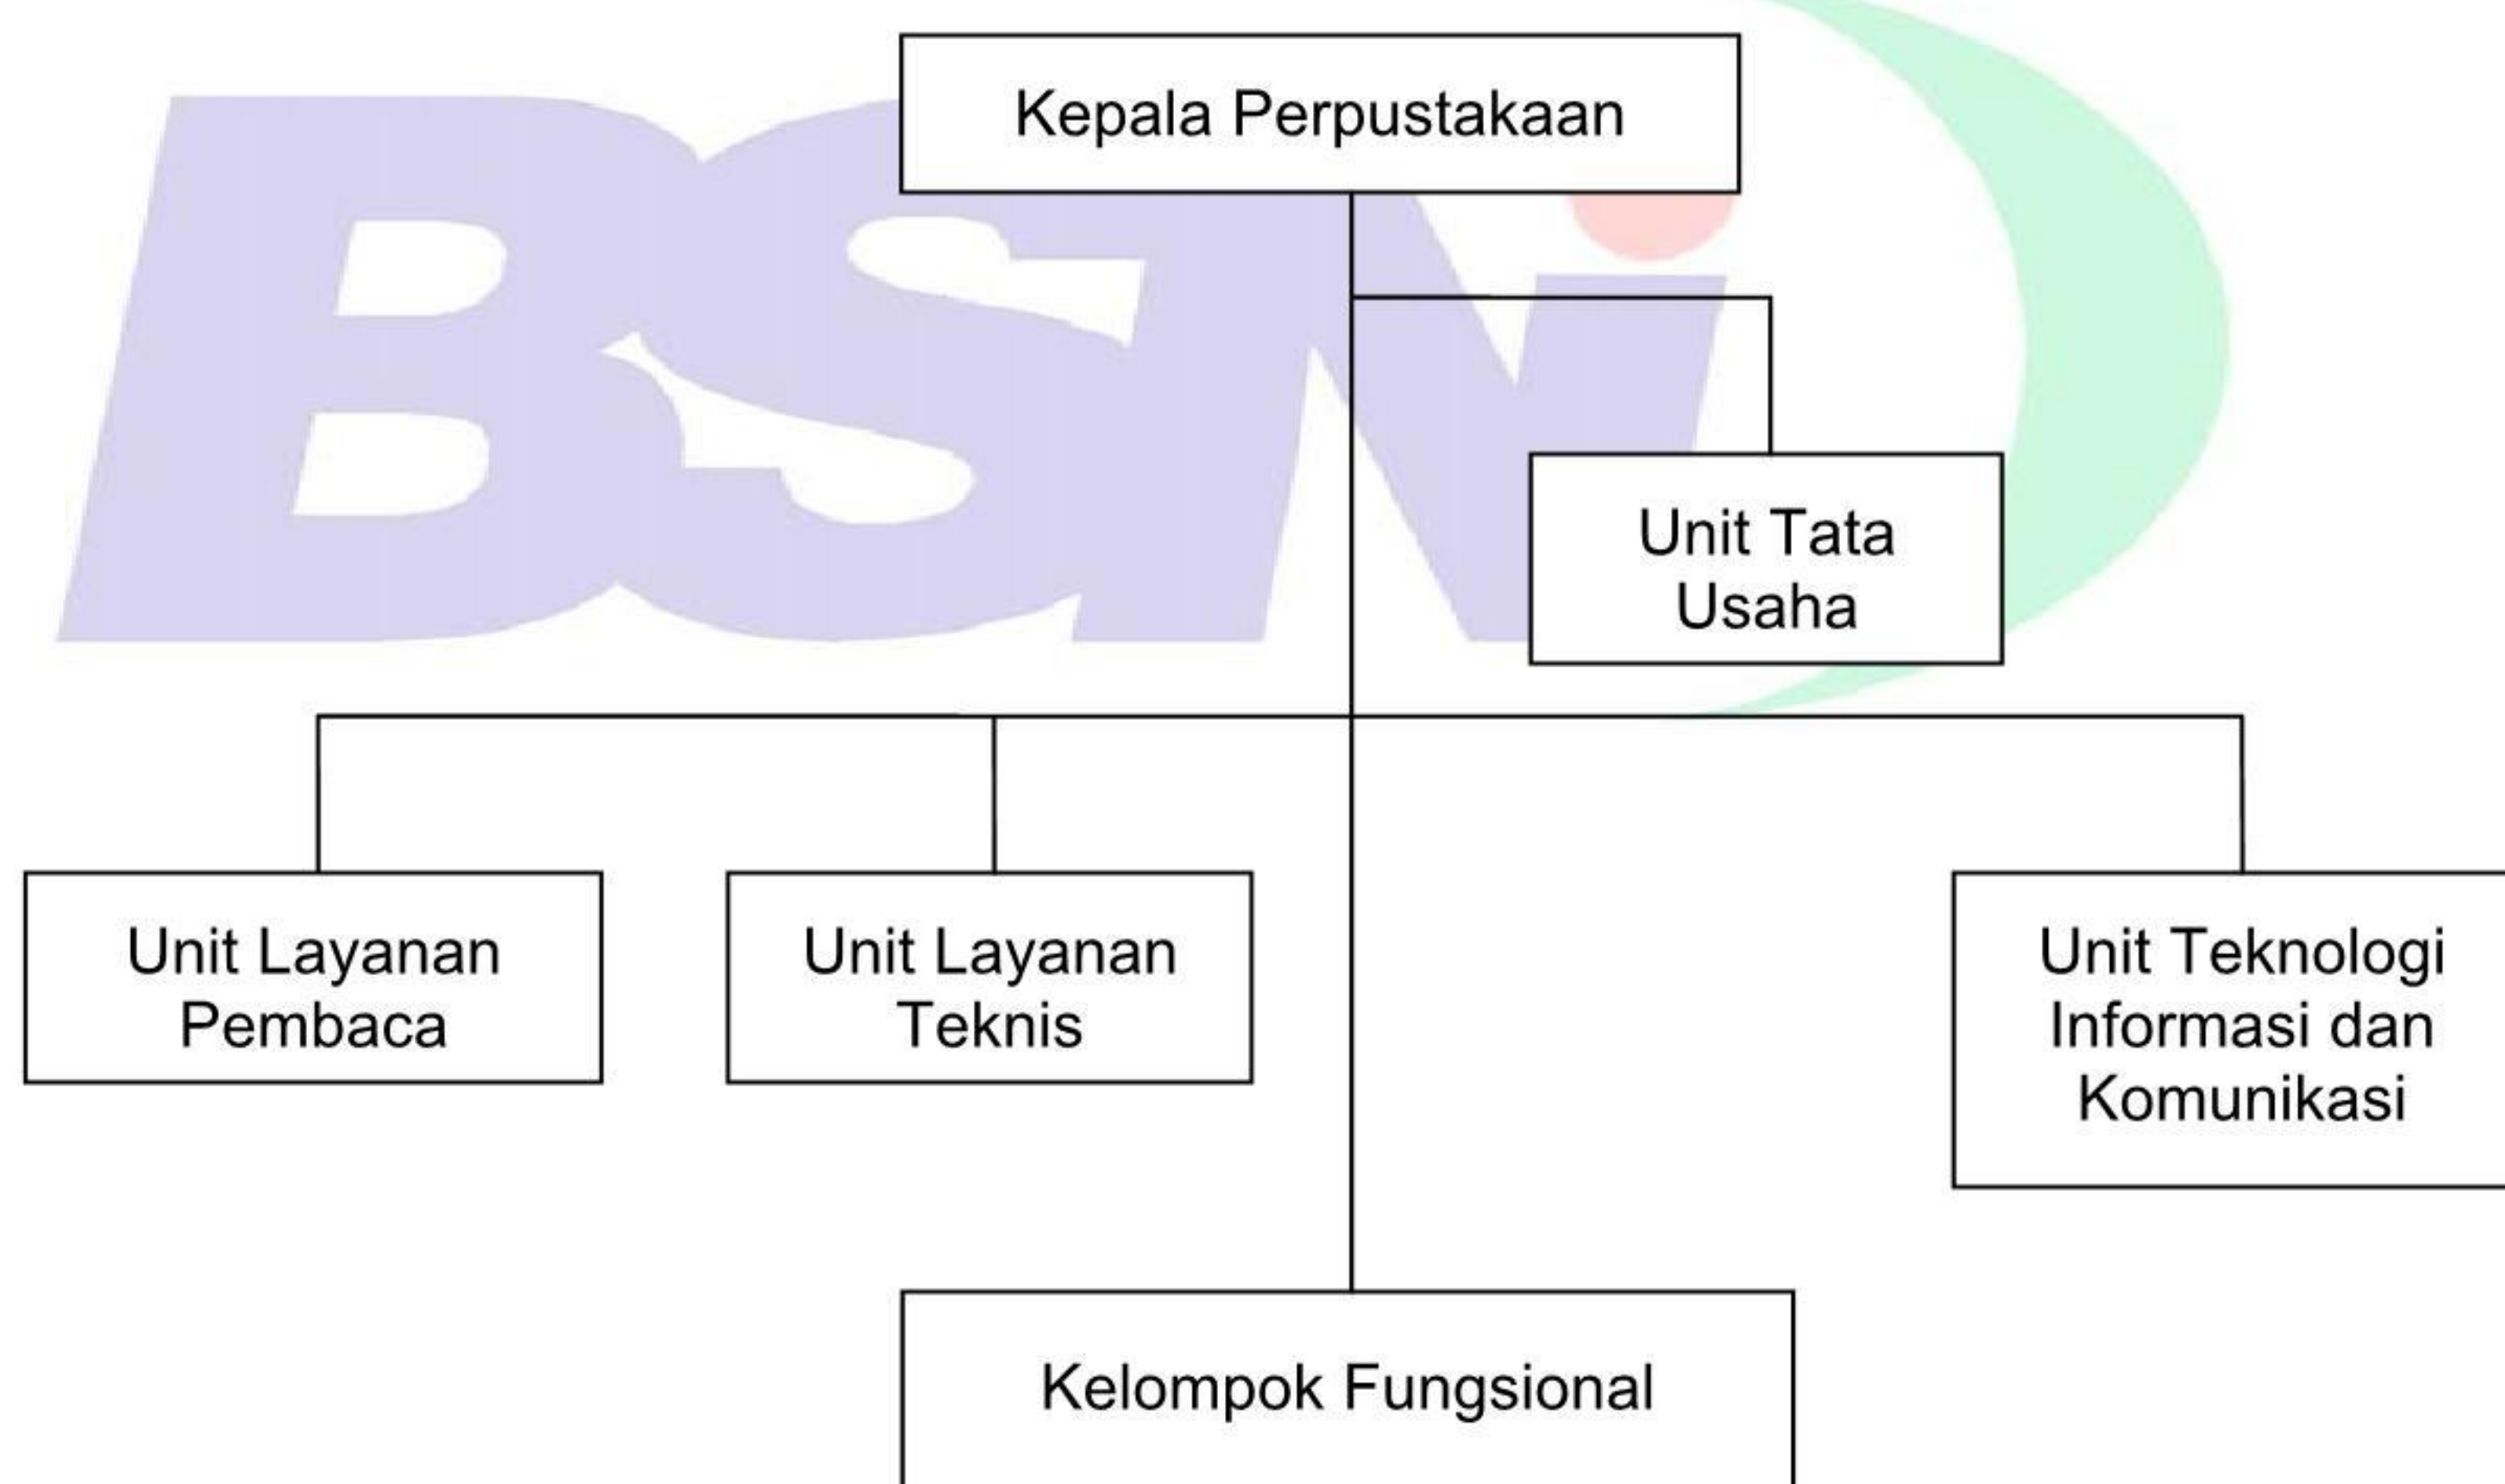 BSN
Kepala Perpustakaan
Unit Tata
Usaha
Unit Layanan
Pembaca
Unit Layanan
Teknis
Unit Teknologi
Informasi dan
Komunikasi
Kelompok Fungsional